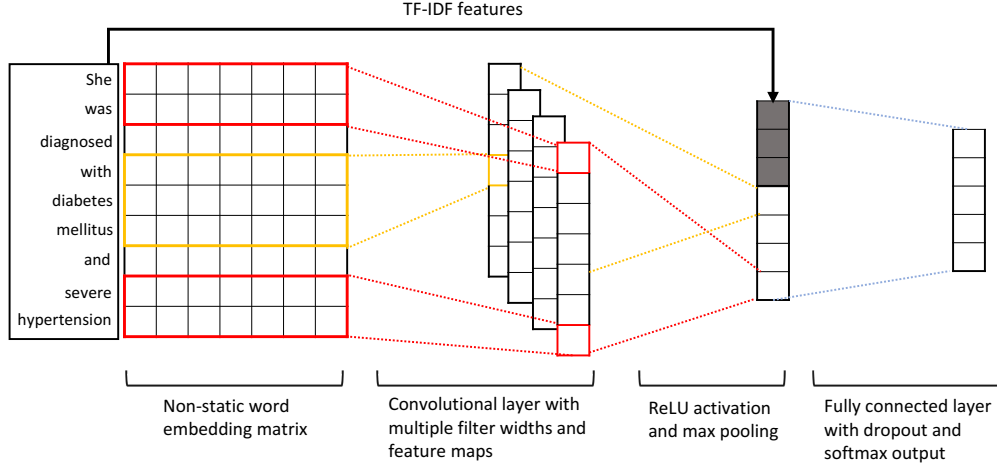 TF-IDF features
She
was
diagnosed
with
diabetes
mellitus
and
severe
hypertension
Non-static word
embedding matrix
Convolutional layer with
multiple filter widths and
feature maps
ReLU activation
and max pooling
Fully connected layer
with dropout and
softmax output